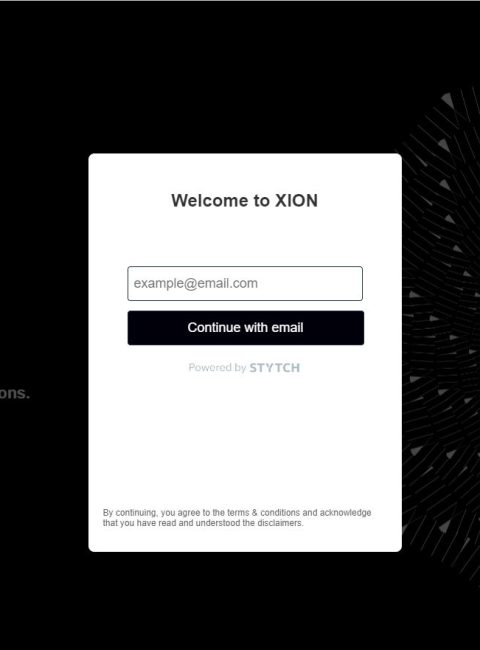 Welcome to XION
example@email.com
Continue with email
Powered by STYTCH
ons.
By continuing, you agree to the terms & conditions and acknowledge
that you have read and understood the disclaimers.